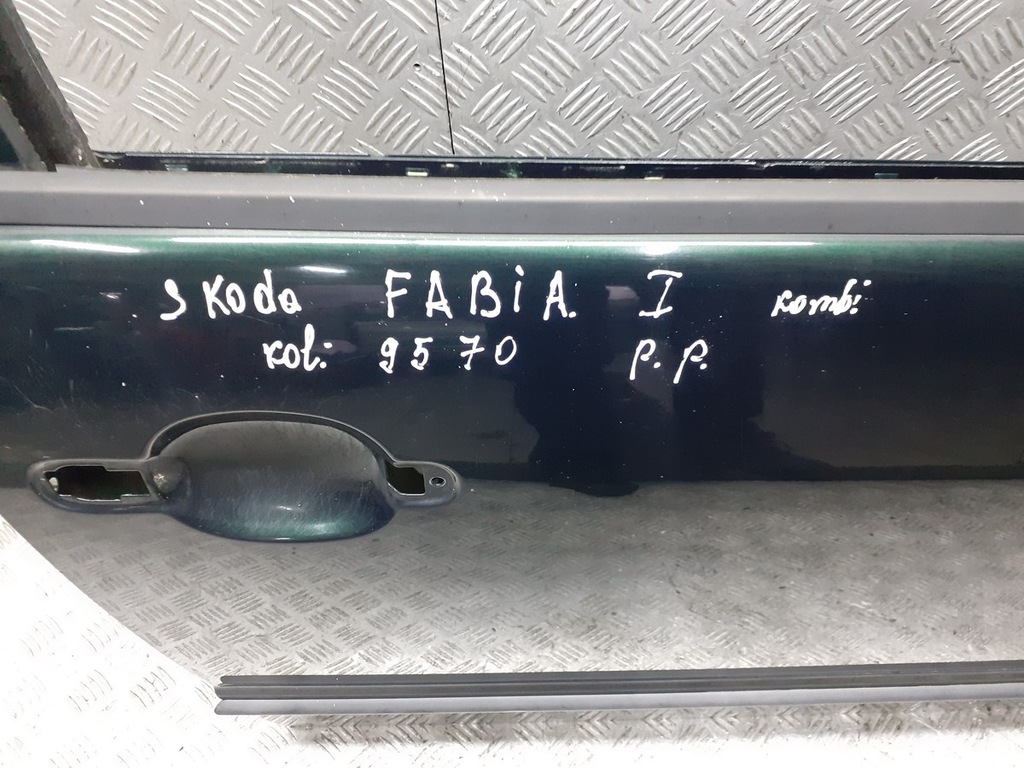 Skoda FABIA. I kombi
kol: 9570 P.P.